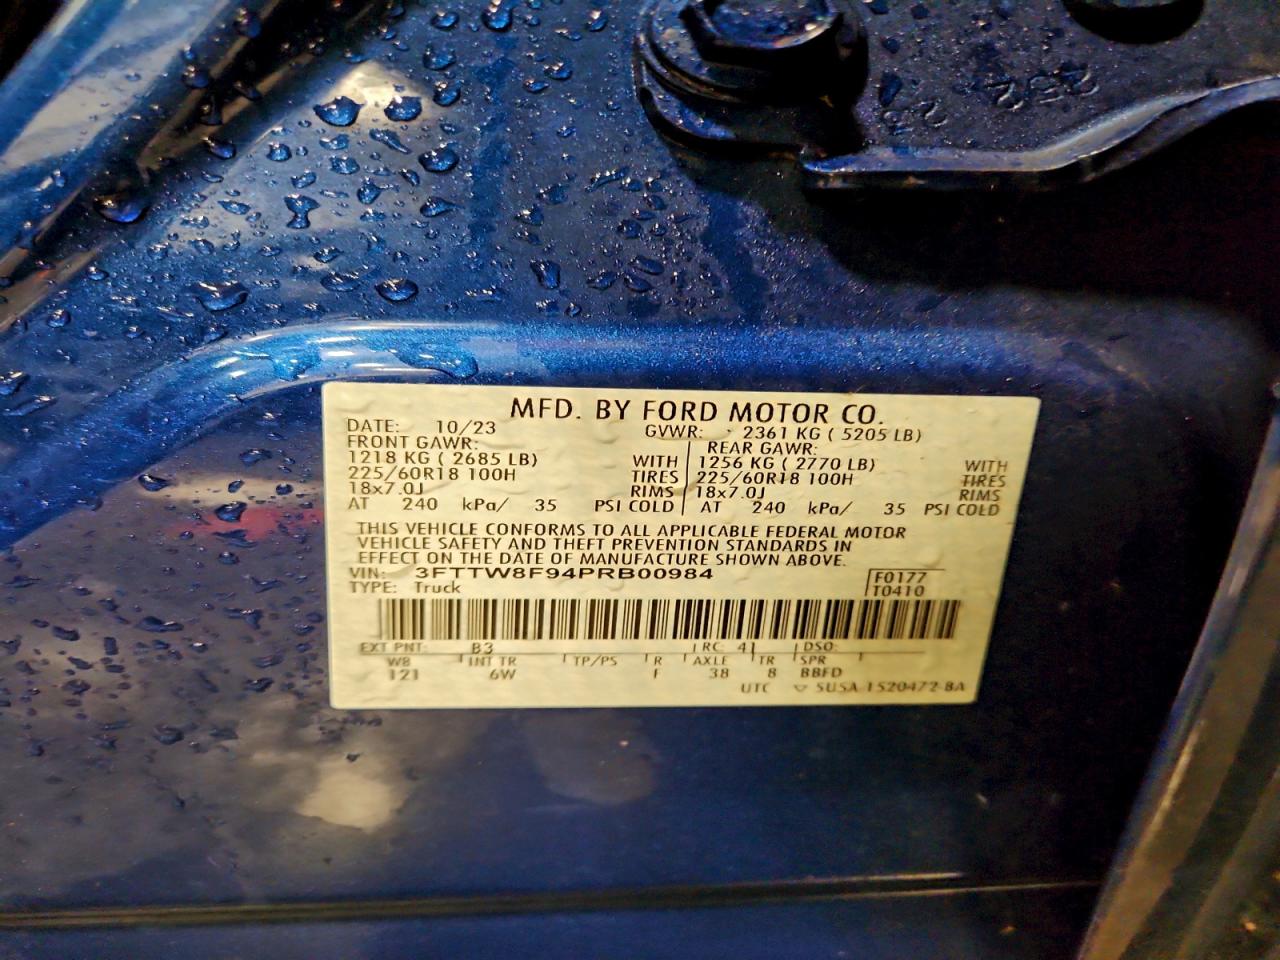 252
MFD. BY FORD MOTOR CO.
DATE: 10/23 GVWR: 2361 KG ( 5205 LB)
FRONT GAWR: REAR GAWR:
1218 KG ( 2685 LB) WITH 1256 KG ( 2770 LB) WITH
225/60R18 100H TIRES 225/60R18 100H TIRES
18x7.0J RIMS 18x7.0J RIMS
AT 240 kPa/ 35 PSI COLD AT 240 kPa/ 35 PSI COLD
THIS VEHICLE CONFORMS TO ALL APPLICABLE FEDERAL MOTOR
VEHICLE SAFETY AND THEFT PREVENTION STANDARDS IN
EFFECT ON THE DATE OF MANUFACTURE SHOWN ABOVE.
VIN: 3FTTW8F94PRB00984 F0177
TYPE: Truck T0410
EXT PNT: B3 RC: 41 DSO:
WB INT TR TP/PS R AXLE TR SPR
121 6W F 38 8 BBFD
UTC ▽ 5USA-1520472-BA